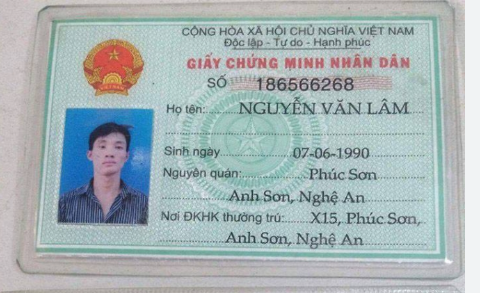 CỘNG HÒA XÃ HỘI CHỦ NGHĨA VIỆT NAM
Độc lập - Tự do - Hạnh phúc
GIẤY CHỨNG MINH NHÂN DÂN
SỐ 186566268
Họ tên: NGUYỄN VĂN LÂM
Sinh ngày 07-06-1990
Nguyên quán: Phúc Sơn
Anh Sơn, Nghệ An
Nơi ĐKHK thường trú: X15, Phúc Sơn,
Anh Sơn, Nghệ An